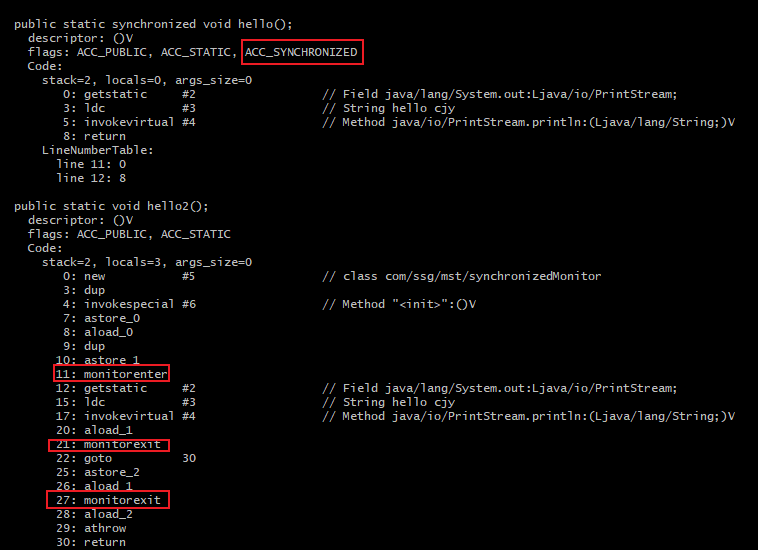 public static synchronized void hello();
  descriptor: ()V
  flags: ACC_PUBLIC, ACC_STATIC, ACC_SYNCHRONIZED
  Code:
    stack=2, locals=0, args_size=0
       0: getstatic     #2                  // Field java/lang/System.out:Ljava/io/PrintStream;
       3: ldc           #3                  // String hello cjy
       5: invokevirtual #4                  // Method java/io/PrintStream.println:(Ljava/lang/String;)V
       8: return
    LineNumberTable:
      line 11: 0
      line 12: 8

public static void hello2();
  descriptor: ()V
  flags: ACC_PUBLIC, ACC_STATIC
  Code:
    stack=2, locals=3, args_size=0
       0: new           #5                  // class com/ssg/mst/synchronizedMonitor
       3: dup
       4: invokespecial #6                  // Method "<init>":()V
       7: astore_0
       8: aload_0
       9: dup
      10: astore_1
      11: monitorenter
      12: getstatic     #2                  // Field java/lang/System.out:Ljava/io/PrintStream;
      15: ldc           #3                  // String hello cjy
      17: invokevirtual #4                  // Method java/io/PrintStream.println:(Ljava/lang/String;)V
      20: aload_1
      21: monitorexit
      22: goto          30
      25: astore_2
      26: aload_1
      27: monitorexit
      28: aload_2
      29: athrow
      30: return